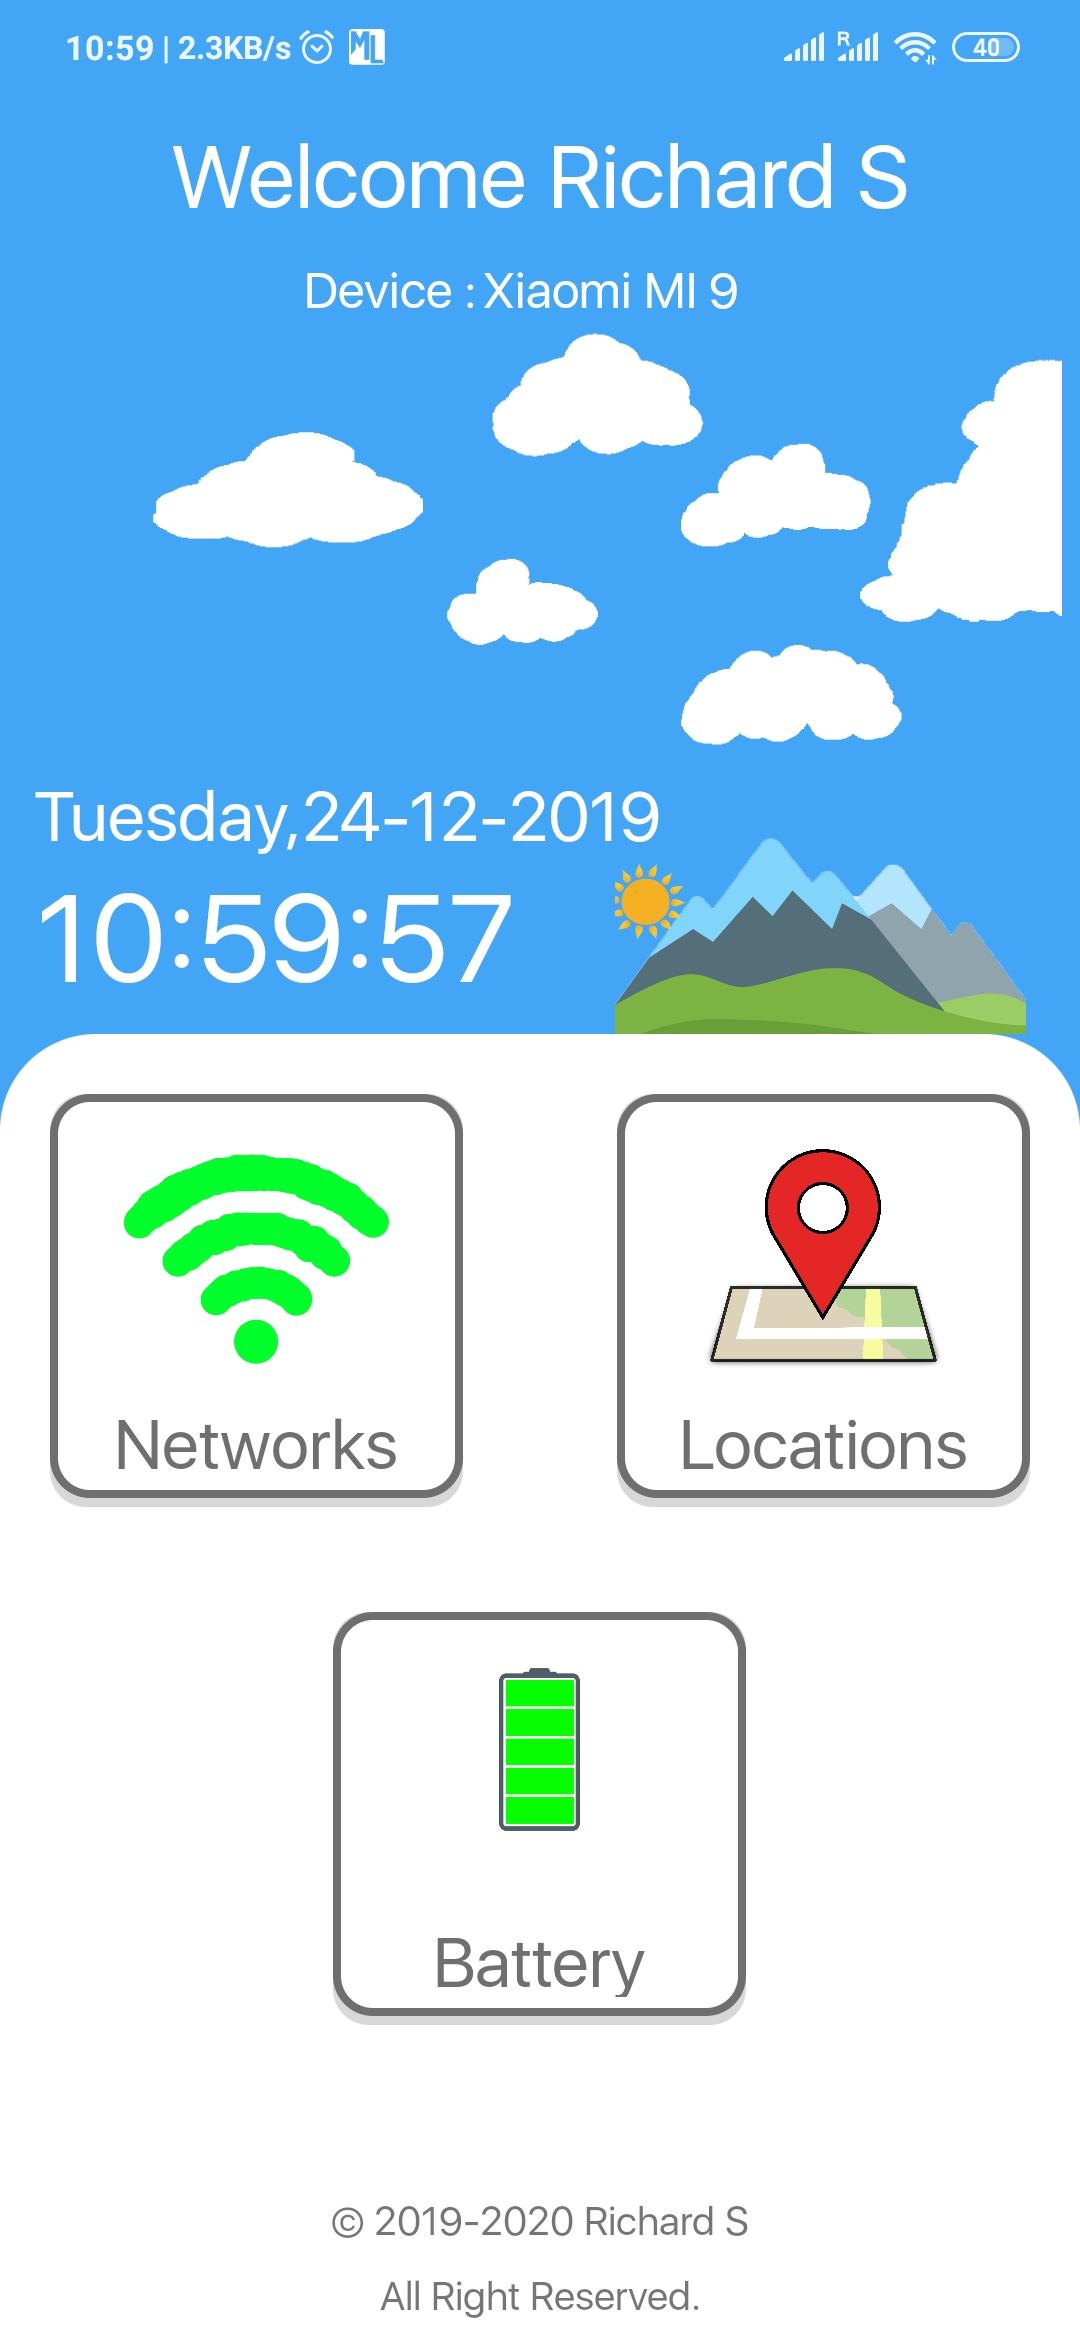 10:59 | 2.3KB/s ML R 40
Welcome Richard S
Device : Xiaomi MI 9
Tuesday,24-12-2019
10:59:57
Networks
Locations
Battery
© 2019-2020 Richard S
All Right Reserved.